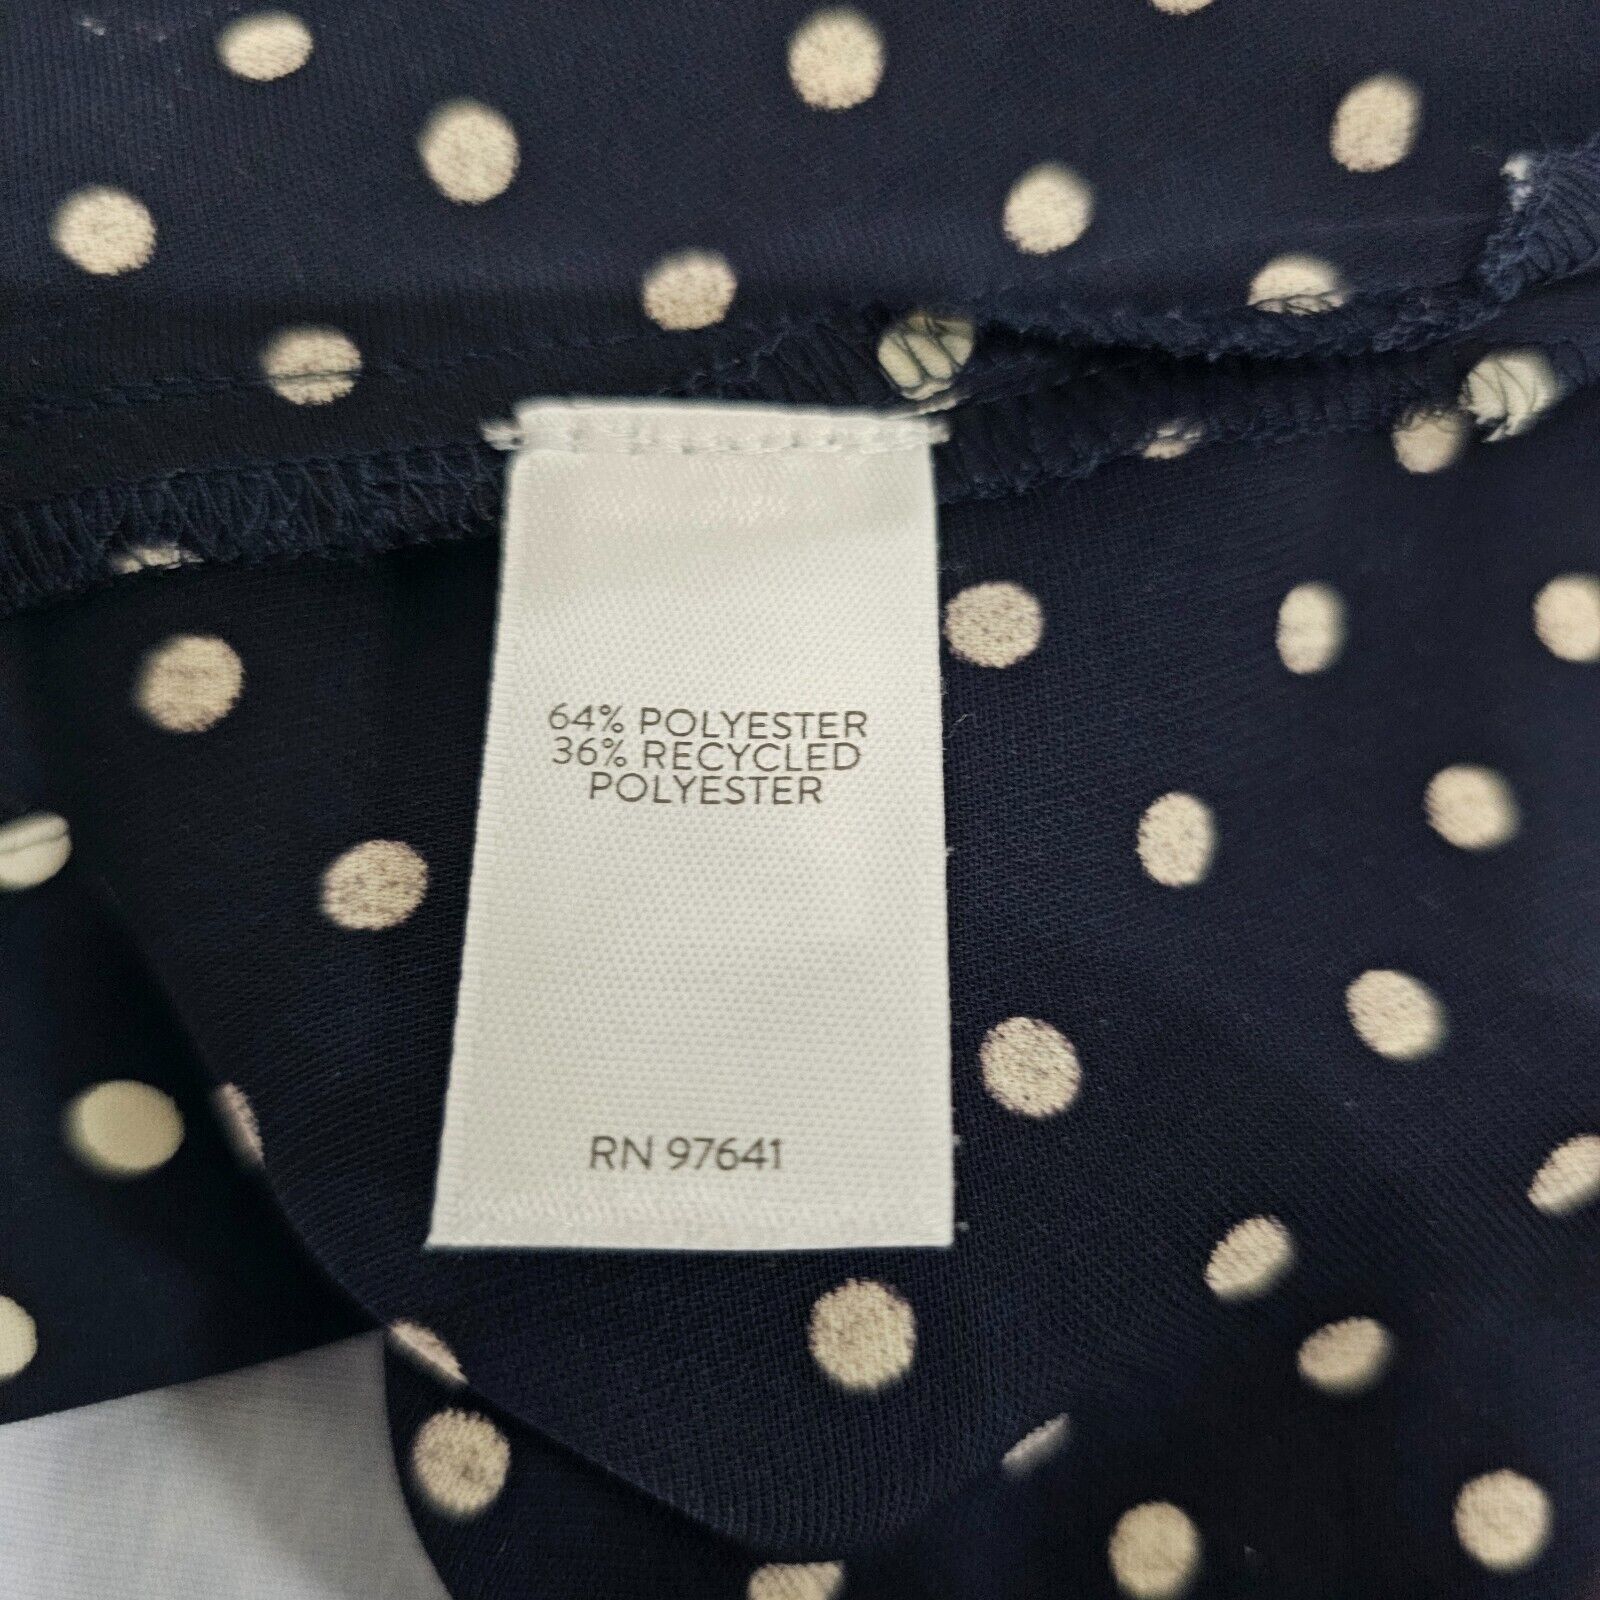 64% POLYESTER
36% RECYCLED
POLYESTER
RN 97641